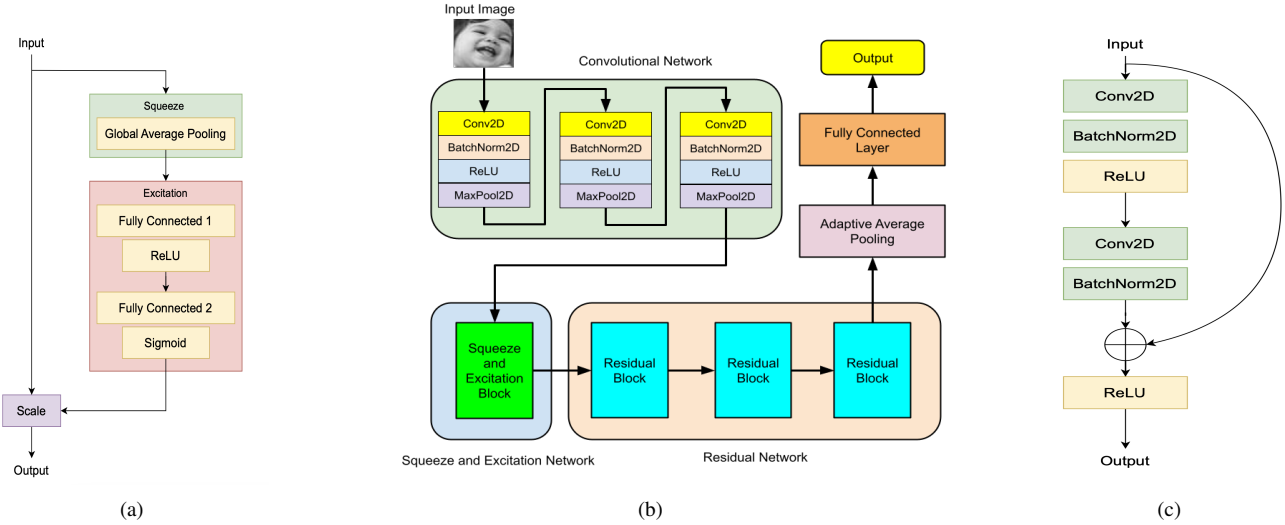 Input
Squeeze
Global Average Pooling
Excitation
Fully Connected 1
ReLU
Fully Connected 2
Sigmoid
Scale
Output
(a)
Input Image
Convolutional Network
Conv2D
BatchNorm2D
ReLU
MaxPool2D
Conv2D
BatchNorm2D
ReLU
MaxPool2D
Conv2D
BatchNorm2D
ReLU
MaxPool2D
Squeeze
and
Excitation
Block
Squeeze and Excitation Network
Residual
Block
Residual
Block
Residual
Block
Residual Network
Adaptive Average
Pooling
Fully Connected
Layer
Output
(b)
Input
Conv2D
BatchNorm2D
ReLU
Conv2D
BatchNorm2D
ReLU
Output
(c)